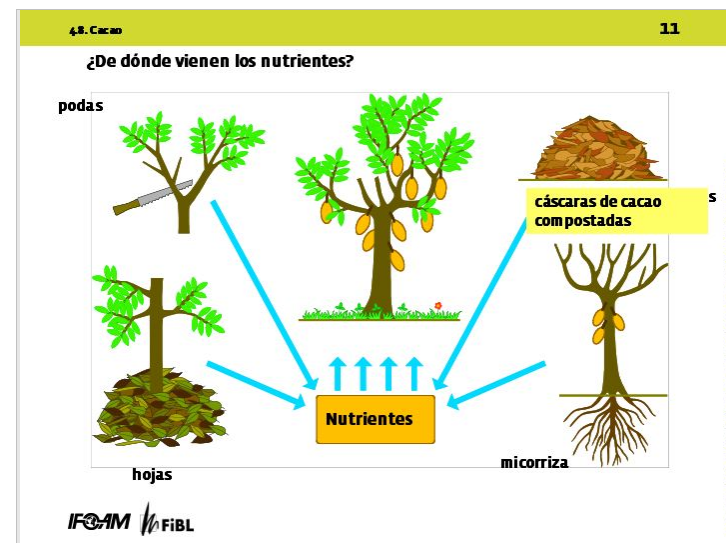 4.8. Cacao
11
¿De dónde vienen los nutrientes?
podas
cáscaras de cacao
compostadas
s
Nutrientes
micorriza
hojas
IFOAM
FiBL